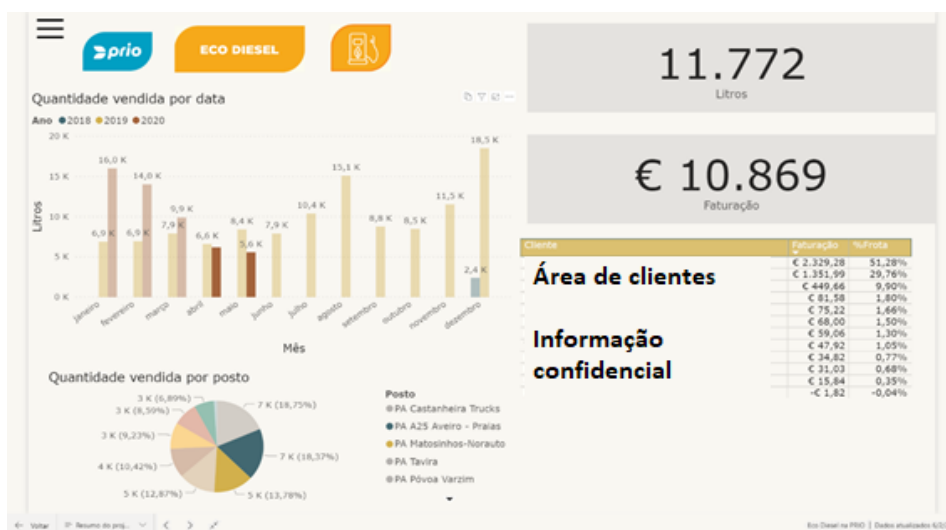 prio
ECO DIESEL
11.772
Litros
Quantidade vendida por data
Ano 2018 2019 2020
20 K
15 K
10 K
5 K
0 K
Litros
6,9 K
16,0 K
6,9 K
14,0 K
7,9 K
9,9 K
6,6 K
8,4 K
5,6 K
7,9 K
10,4 K
15,1 K
8,8 K
8,5 K
11,5 K
2,4 K
18,5 K
janeiro
fevereiro
março
abril
maio
junho
julho
agosto
setembro
outubro
novembro
dezembro
Mês
€ 10.869
Faturação
Cliente Faturação %Frota
€ 2.329,28 51,28%
€ 1.351,99 29,76%
€ 449,66 9,90%
€ 81,58 1,80%
€ 75,22 1,66%
€ 68,00 1,50%
€ 59,06 1,30%
€ 47,92 1,05%
€ 34,82 0,77%
€ 31,03 0,68%
€ 15,84 0,35%
-€ 1,82 -0,04%
Área de clientes
Informação
confidencial
Quantidade vendida por posto
3 K (6,89%)
3 K (8,59%)
3 K (9,23%)
4 K (10,42%)
5 K (12,87%)
7 K (18,75%)
7 K (18,37%)
5 K (13,78%)
Posto
PA Castanheira Trucks
PA A25 Aveiro - Praias
PA Matosinhos-Norauto
PA Tavira
PA Póvoa Varzim
Voltar
Resumo do proj...
Eco Diesel na PRIO | Dados atualizados